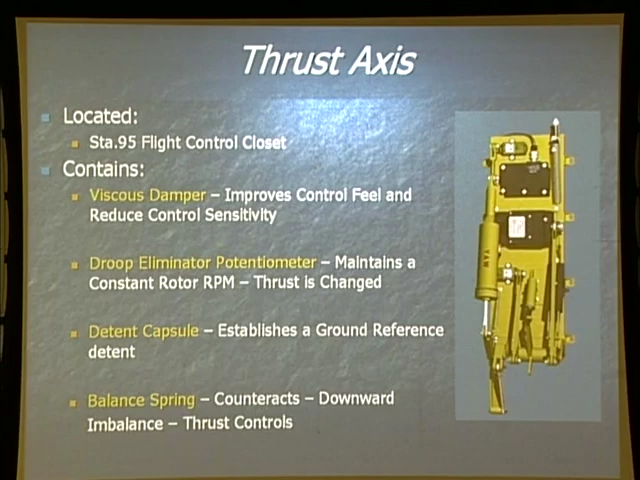 Thrust Axis
Located:
Sta.95 Flight Control Closet
Contains:
Viscous Damper – Improves Control Feel and
Reduce Control Sensitivity
Droop Eliminator Potentiometer – Maintains a
Constant Rotor RPM – Thrust is Changed
Detent Capsule – Establishes a Ground Reference
detent
Balance Spring – Counteracts – Downward
Imbalance – Thrust Controls